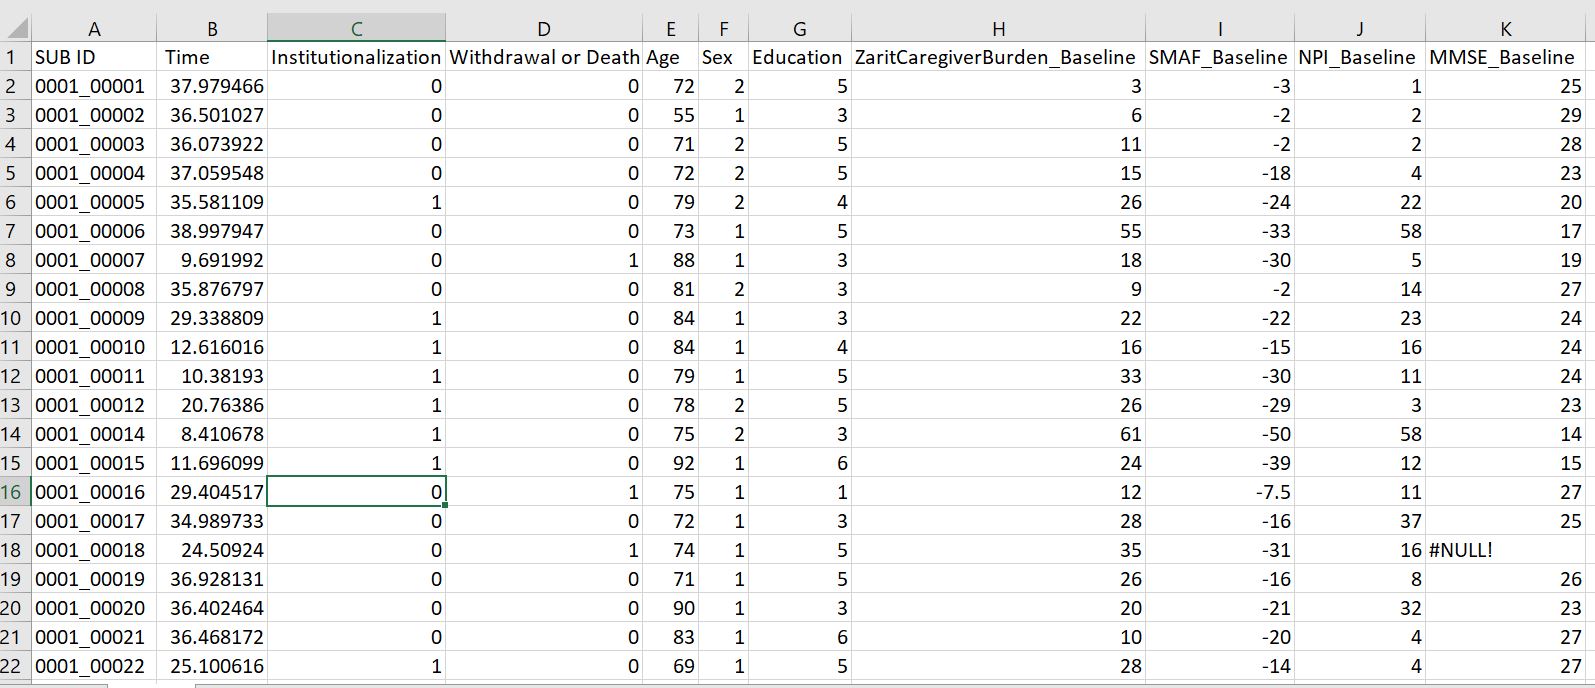 A B C D E F G H I J K
1 SUB ID Time Institutionalization Withdrawal or Death Age Sex Education ZaritCaregiverBurden_Baseline SMAF_Baseline NPI_Baseline MMSE_Baseline
2 0001_00001 37.979466 0 0 72 2 5 3 -3 1 25
3 0001_00002 36.501027 0 0 55 1 3 6 -2 2 29
4 0001_00003 36.073922 0 0 71 2 5 11 -2 2 28
5 0001_00004 37.059548 0 0 72 2 5 15 -18 4 23
6 0001_00005 35.581109 1 0 79 2 4 26 -24 22 20
7 0001_00006 38.997947 0 0 73 1 5 55 -33 58 17
8 0001_00007 9.691992 0 1 88 1 3 18 -30 5 19
9 0001_00008 35.876797 0 0 81 2 3 9 -2 14 27
10 0001_00009 29.338809 1 0 84 1 3 22 -22 23 24
11 0001_00010 12.616016 1 0 84 1 4 16 -15 16 24
12 0001_00011 10.38193 1 0 79 1 5 33 -30 11 24
13 0001_00012 20.76386 1 0 78 2 5 26 -29 3 23
14 0001_00014 8.410678 1 0 75 2 3 61 -50 58 14
15 0001_00015 11.696099 1 0 92 1 6 24 -39 12 15
16 0001_00016 29.404517 0 1 75 1 1 12 -7.5 11 27
17 0001_00017 34.989733 0 0 72 1 3 28 -16 37 25
18 0001_00018 24.50924 0 1 74 1 5 35 -31 16 #NULL!
19 0001_00019 36.928131 0 0 71 1 5 26 -16 8 26
20 0001_00020 36.402464 0 0 90 1 3 20 -21 32 23
21 0001_00021 36.468172 0 0 83 1 6 10 -20 4 27
22 0001_00022 25.100616 1 0 69 1 5 28 -14 4 27